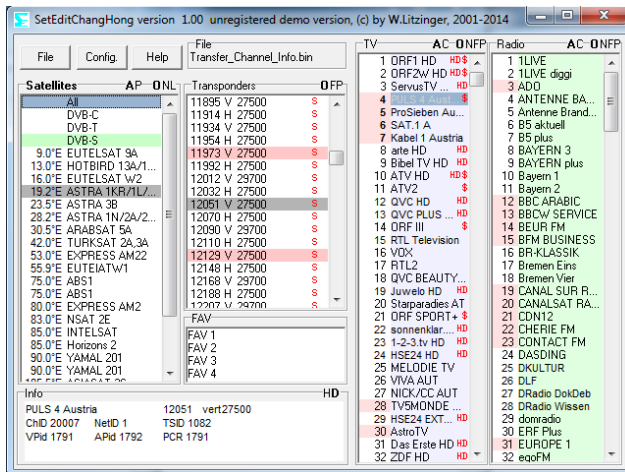 SetEditChangHong version 1.00 unregistered demo version, (c) by W.Litzinger, 2001-2014
File
Config.
Help
File
Transfer_Channel_Info.bin
Satellites A P - O N L
All
DVB-C
DVB-T
DVB-S
9.0°E EUTELSAT 9A
13.0°E HOTBIRD 13A/1...
16.0°E EUTELSAT W2
19.2°E ASTRA 1KR/1L/...
23.5°E ASTRA 3B
28.2°E ASTRA 1N/2A/2...
30.5°E ARABSAT 5A
42.0°E TURKSAT 2A,3A
53.0°E EXPRESS AM22
55.9°E EUTElATW1
75.0°E ABS1
75.0°E ABS1
80.0°E EXPRESS AM2
83.0°E NSAT 2E
85.0°E INTELSAT
85.0°E Horizons 2
90.0°E YAMAL 201
90.0°E YAMAL 201
Transponders O F P
11895 V 27500 S
11914 H 27500 S
11934 V 27500 S
11954 H 27500 S
11973 V 27500 S
11992 H 27500 S
12012 V 29700 S
12032 H 27500 S
12051 V 27500 S
12070 H 27500 S
12090 V 29700 S
12110 H 27500 S
12129 V 27500 S
12148 H 27500 S
12168 V 29700 S
12188 H 27500 S
12207 V 29700 S
FAV
FAV 1
FAV 2
FAV 3
FAV 4
Info HD-
PULS 4 Austria 12051 vert27500
ChID 20007 NetID 1 TSID 1082
VPid 1791 APid 1792 PCR 1791
TV A C - O N F P
1 ORF1 HD HD$
2 ORF2W HD HD$
3 ServusTV ... HD
4 PULS 4 Aust... $
5 ProSieben Au...
6 SAT.1 A
7 Kabel 1 Austria
8 arte HD HD
9 Bibel TV HD HD
10 ATV HD HD$
11 ATV2 $
12 QVC HD HD
13 QVC PLUS ... HD
14 ORF III $
15 RTL Television
16 VOX
17 RTL2
18 QVC BEAUTY...
19 Juwelo HD HD
20 Starparadies AT
21 ORF SPORT+ $
22 sonnenklar.... HD
23 1-2-3.tv HD HD
24 HSE24 HD HD
25 MELODIE TV
26 VIVA AUT
27 NICK/CC AUT
28 TV5MONDE ...
29 HSE24 EXT... HD
30 AstroTV
31 Das Erste HD HD
32 ZDF HD HD
Radio A C - O N F P
1 1LIVE
2 1LIVE diggi
3 ADO
4 ANTENNE BA...
5 Antenne Brand...
6 B5 aktuell
7 B5 plus
8 BAYERN 3
9 BAYERN plus
10 Bayern 1
11 Bayern 2
12 BBC ARABIC
13 BBCW SERVICE
14 BEUR FM
15 BFM BUSINESS
16 BR-KLASSIK
17 Bremen Eins
18 Bremen Vier
19 CANAL SUR R...
20 CANALSAT RA...
21 CDN12
22 CHERIE FM
23 CONTACT FM
24 DASDING
25 DKULTUR
26 DLF
27 DRadio DokDeb
28 DRadio Wissen
29 domradio
30 ERF Plus
31 EUROPE 1
32 egoFM